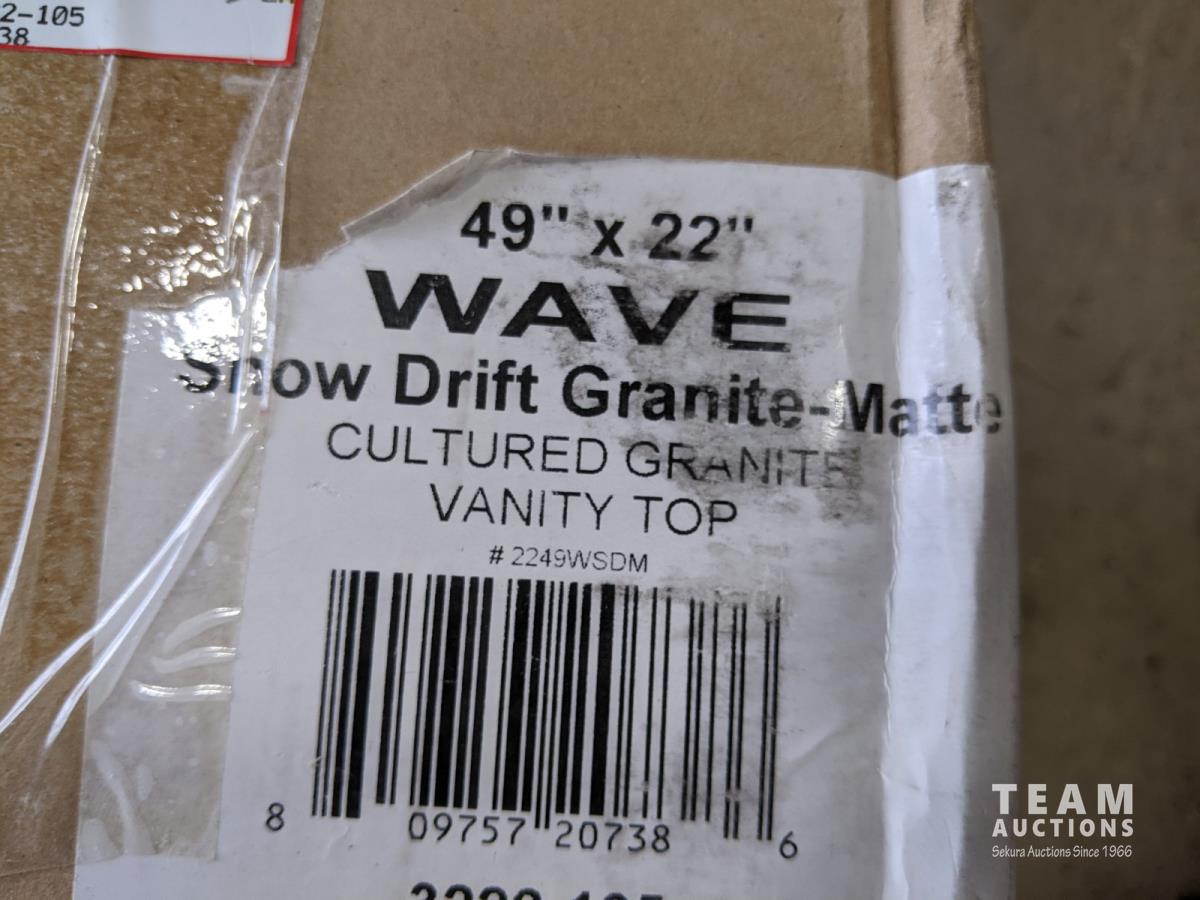 2-105
38
49" x 22"
WAVE
Snow Drift Granite-Matte
CULTURED GRANITE
VANITY TOP
# 2249WSDM
8 09757 20738 6
TEAM
AUCTIONS
Sekura Auctions Since 1966